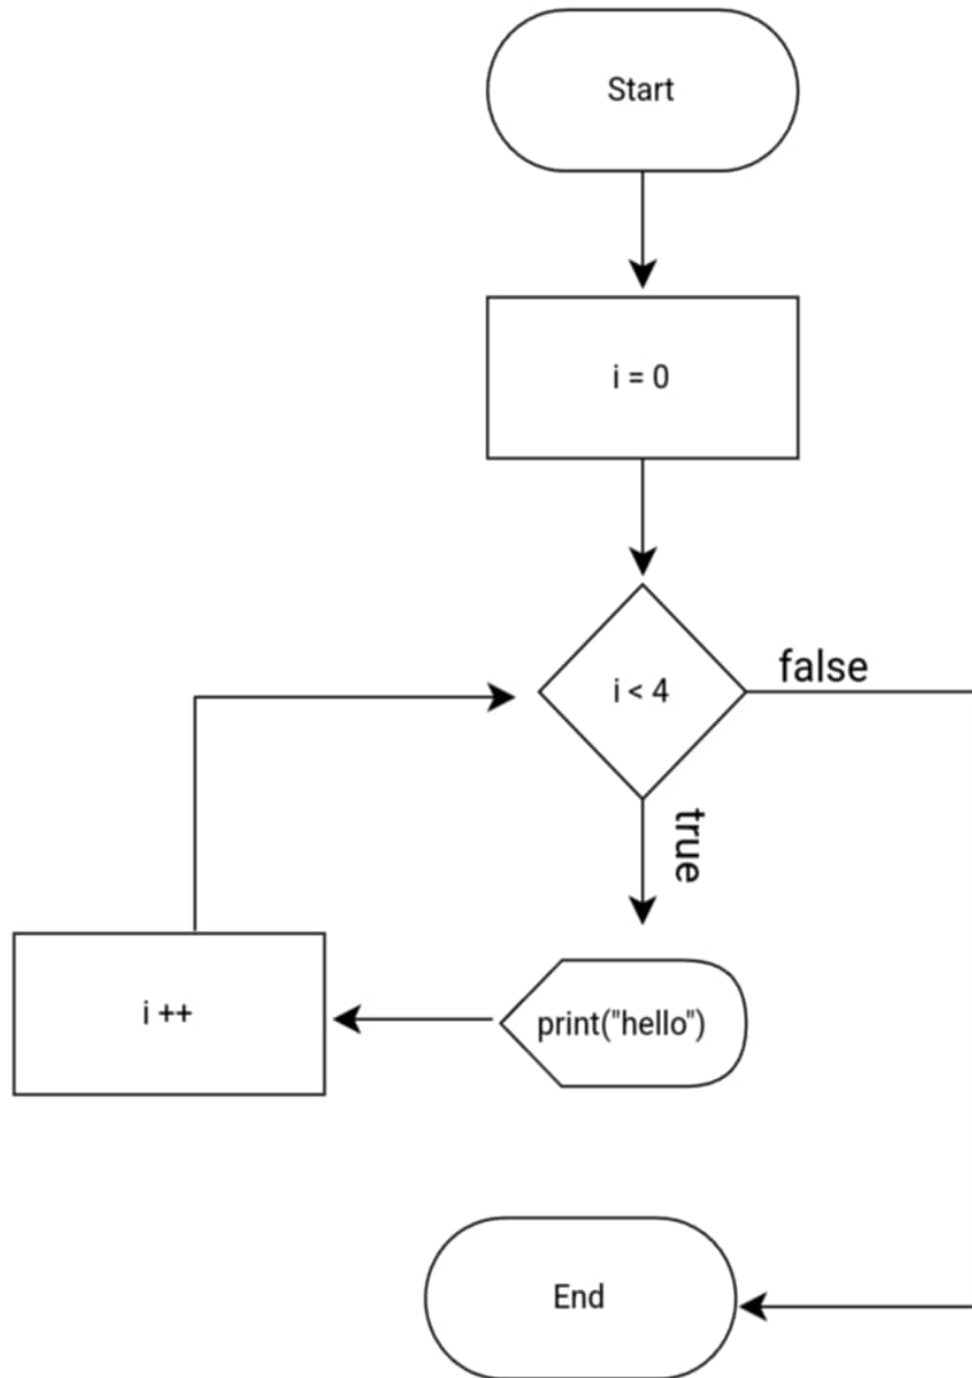 Start
i = 0
i < 4
false
true
print("hello")
i ++
End